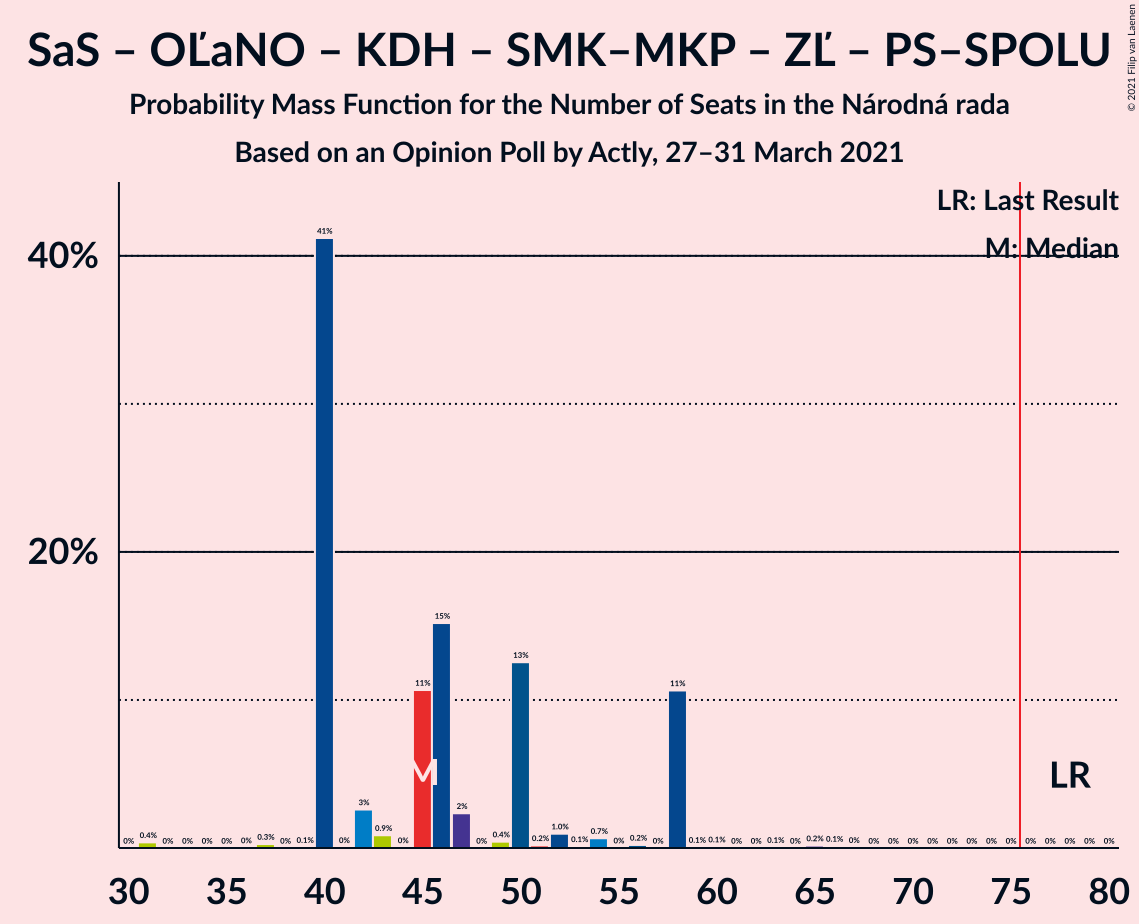 SaS – OĽaNO – KDH – SMK–MKP – ZĽ – PS–SPOLU
Probability Mass Function for the Number of Seats in the Národná rada
Based on an Opinion Poll by Actly, 27–31 March 2021
© 2021 Filip van Laenen
LR: Last Result
M: Median
40%
20%
41%
15%
13%
11%
11%
M
LR
3%
2%
0% 0.4% 0% 0% 0% 0% 0% 0.3% 0% 0.1% 0% 0.9% 0% 0% 0.4% 0.2% 1.0% 0.1% 0.7% 0% 0.2% 0% 0.1% 0.1% 0% 0% 0.1% 0% 0.2% 0.1% 0% 0% 0% 0% 0% 0% 0% 0% 0% 0% 0% 0% 0% 0%
30 35 40 45 50 55 60 65 70 75 80